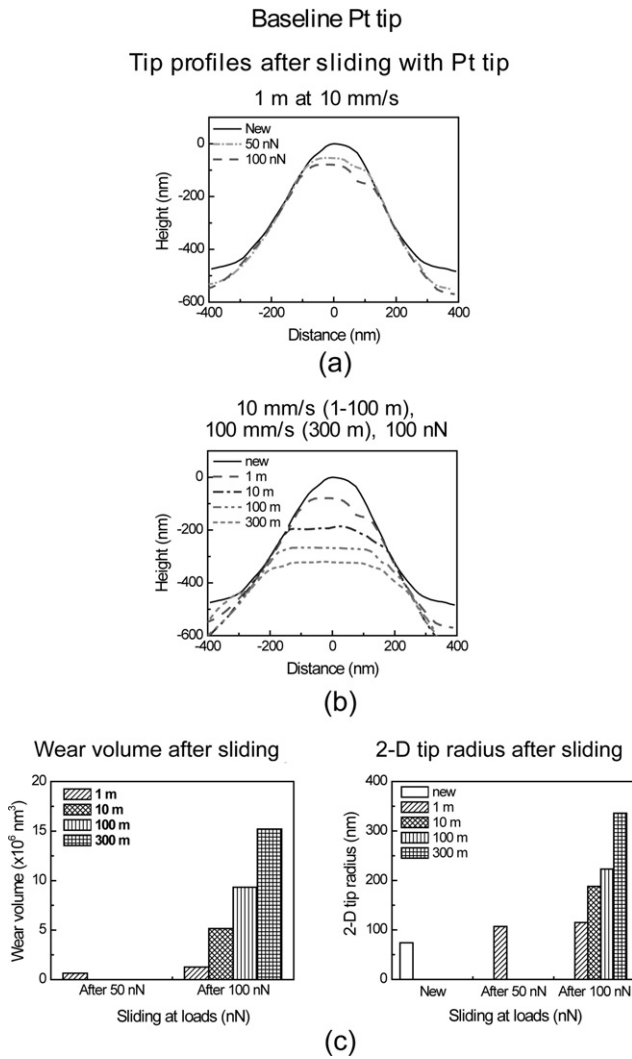 Baseline Pt tip
Tip profiles after sliding with Pt tip
1 m at 10 mm/s
New
50 nN
100 nN
0
-200
-400
-600
Height (nm)
-400 -200 0 200 400
Distance (nm)
(a)
10 mm/s (1-100 m),
100 mm/s (300 m), 100 nN
new
1 m
10 m
100 m
300 m
0
-200
-400
-600
Height (nm)
-400 -200 0 200 400
Distance (nm)
(b)
Wear volume after sliding
20
15
10
5
0
Wear volume (x10⁶ nm³)
1 m
10 m
100 m
300 m
After 50 nN After 100 nN
Sliding at loads (nN)
2-D tip radius after sliding
400
300
200
100
0
2-D tip radius (nm)
new
1 m
10 m
100 m
300 m
New After 50 nN After 100 nN
Sliding at loads (nN)
(c)